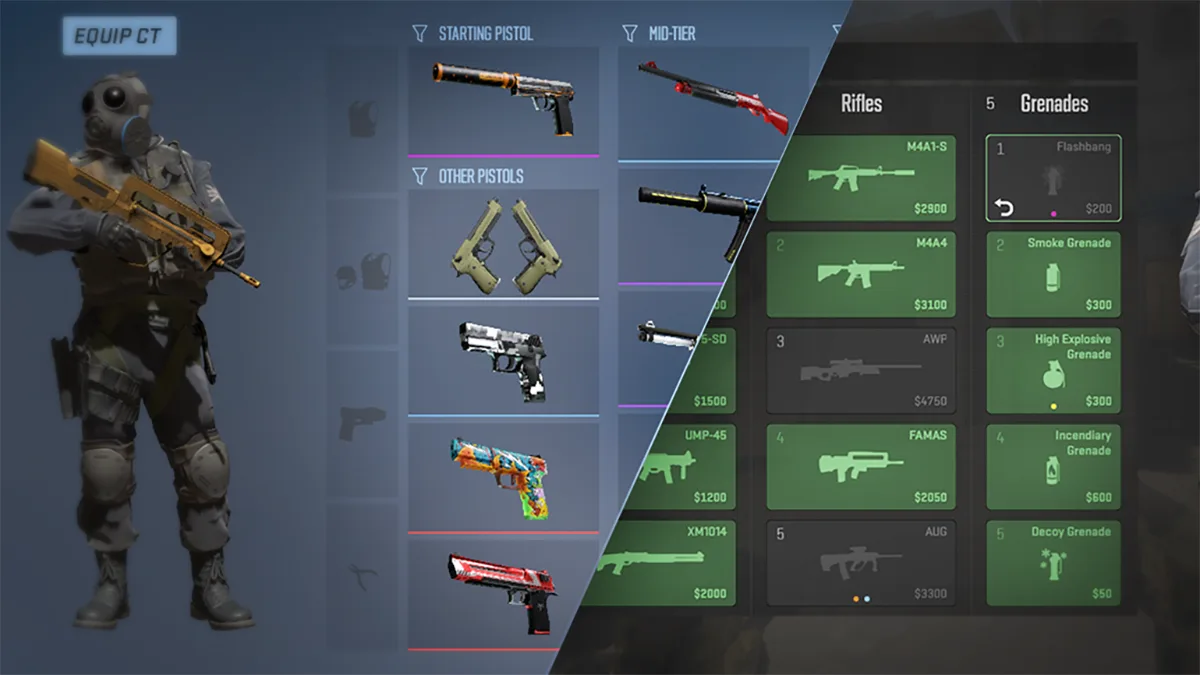 EQUIP CT
STARTING PISTOL
MID-TIER
OTHER PISTOLS
$1500
UMP-45
$1200
XM1014
$2000
Rifles
M4A1-S
$2900
2
M4A4
$3100
3
AWP
$4750
4
FAMAS
$2050
5
AUG
$3300
5 Grenades
1
Flashbang
$200
2
Smoke Grenade
$300
3
High Explosive
Grenade
$300
4
Incendiary
Grenade
$600
5
Decoy Grenade
$50